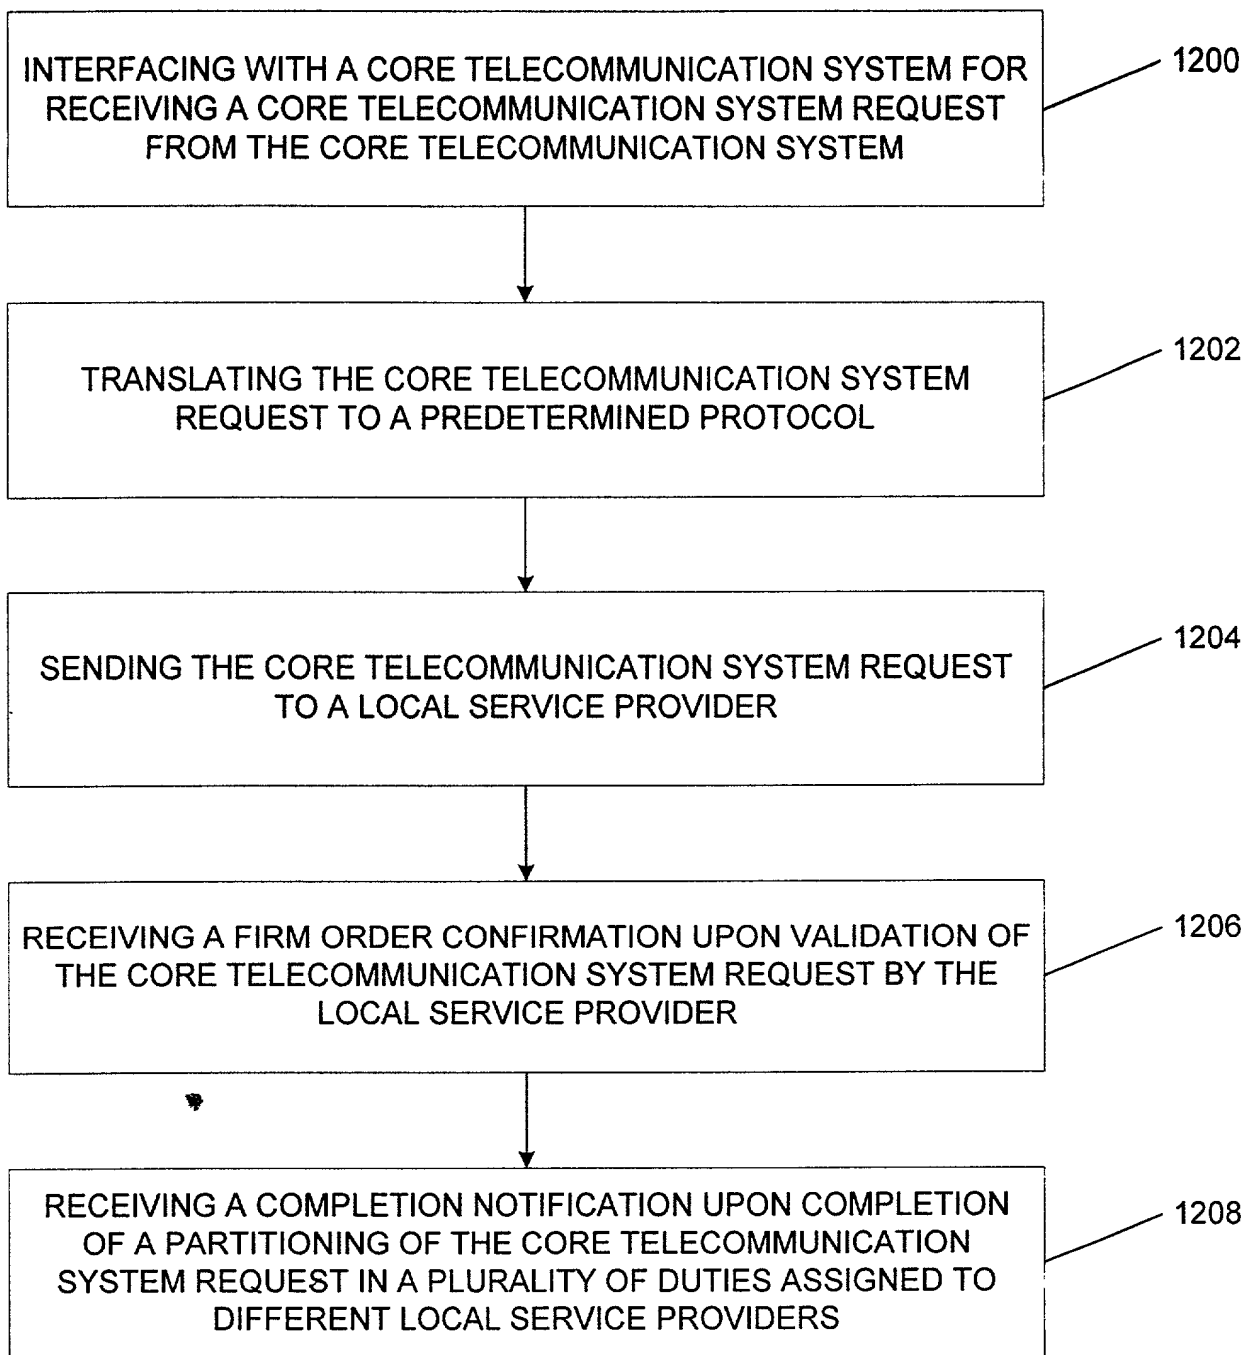 INTERFACING WITH A CORE TELECOMMUNICATION SYSTEM FOR
RECEIVING A CORE TELECOMMUNICATION SYSTEM REQUEST
FROM THE CORE TELECOMMUNICATION SYSTEM
1200
TRANSLATING THE CORE TELECOMMUNICATION SYSTEM
REQUEST TO A PREDETERMINED PROTOCOL
1202
SENDING THE CORE TELECOMMUNICATION SYSTEM REQUEST
TO A LOCAL SERVICE PROVIDER
1204
RECEIVING A FIRM ORDER CONFIRMATION UPON VALIDATION OF
THE CORE TELECOMMUNICATION SYSTEM REQUEST BY THE
LOCAL SERVICE PROVIDER
1206
RECEIVING A COMPLETION NOTIFICATION UPON COMPLETION
OF A PARTITIONING OF THE CORE TELECOMMUNICATION
SYSTEM REQUEST IN A PLURALITY OF DUTIES ASSIGNED TO
DIFFERENT LOCAL SERVICE PROVIDERS
1208